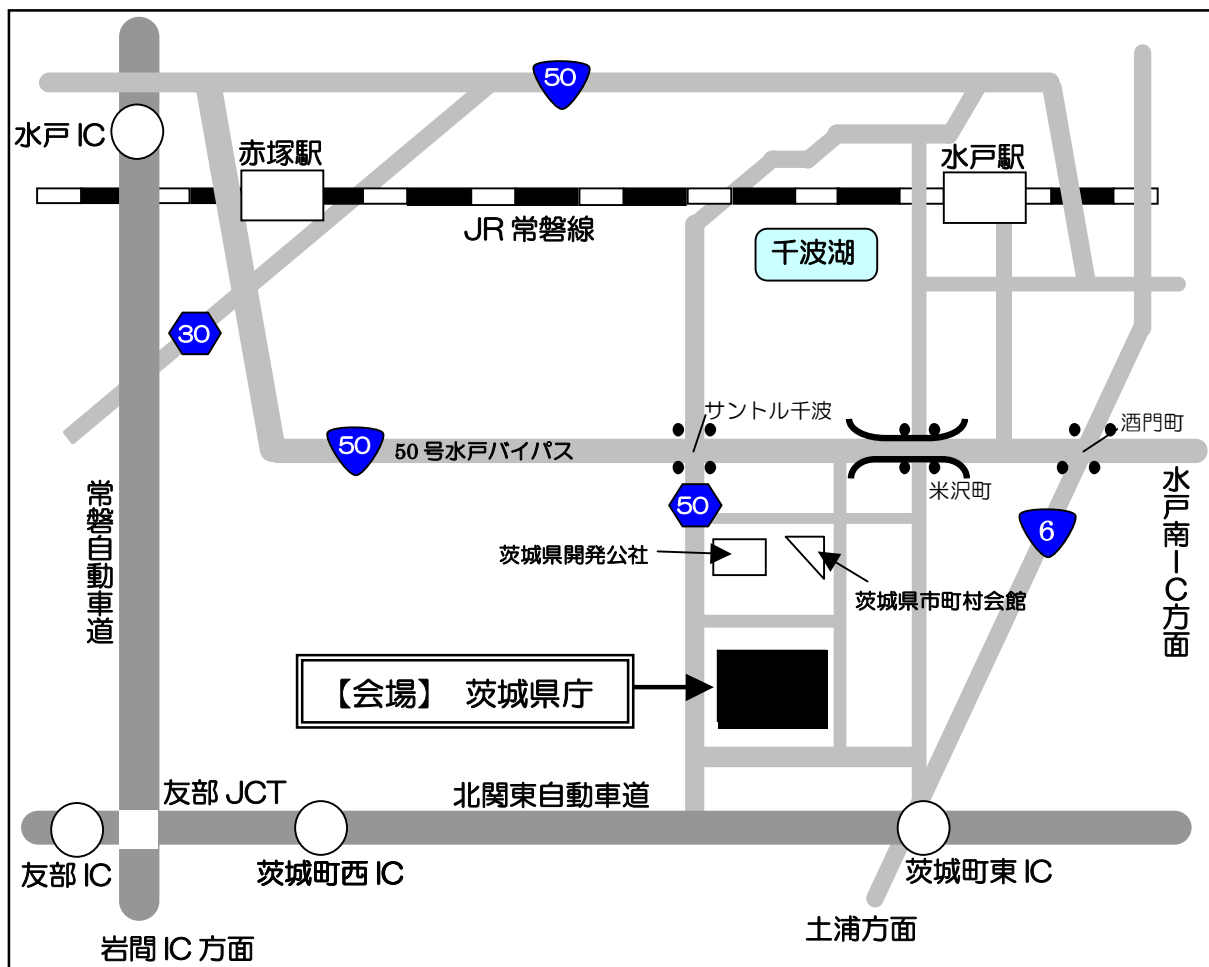 50
水戸 IC
赤塚駅
水戸駅
JR 常磐線
千波湖
30
サントル千波
酒門町
50
50 号水戸バイパス
米沢町
水戸南IC方面
常磐自動車道
50
6
茨城県開発公社
茨城県市町村会館
【会場】 茨城県庁
友部 JCT
北関東自動車道
友部 IC
茨城町西 IC
茨城町東 IC
土浦方面
岩間 IC 方面